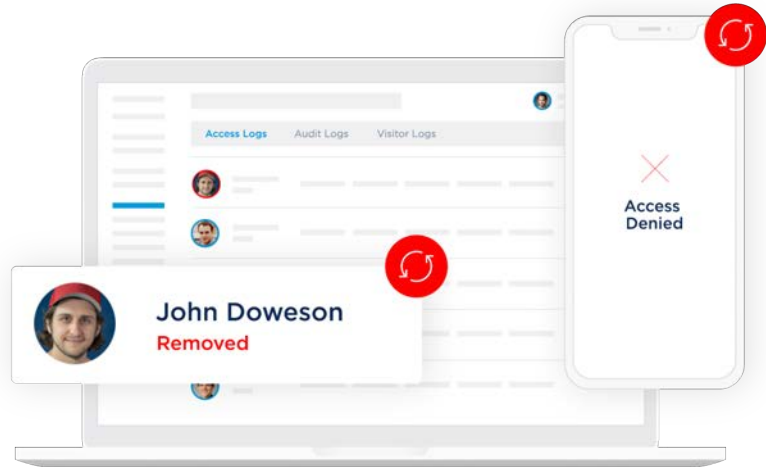 Access Logs Audit Logs Visitor Logs
Access
Denied
John Doweson
Removed